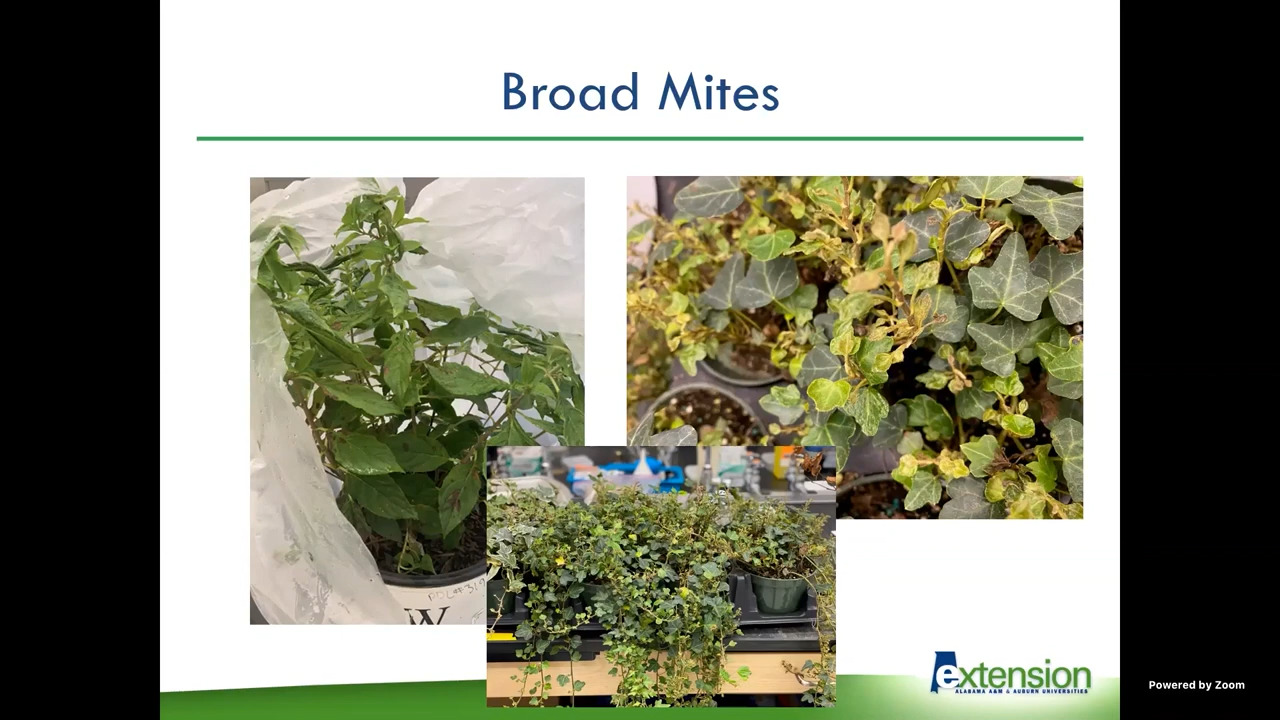 Broad Mites
W
extension
ALABAMA A&M & AUBURN UNIVERSITIES
Powered by Zoom